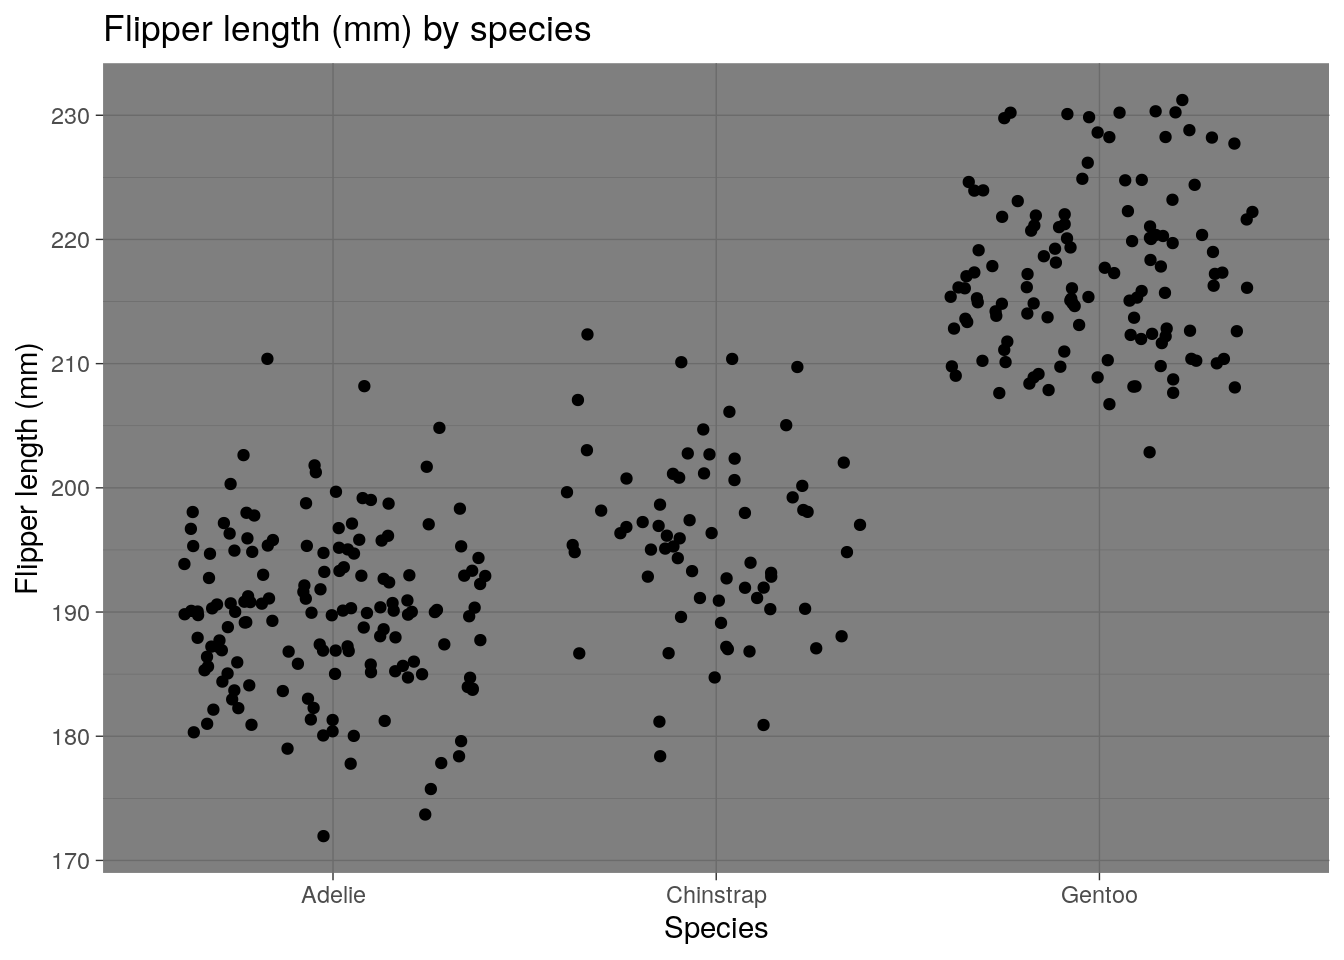 Flipper length (mm) by species
Flipper length (mm)
230
220
210
200
190
180
170
Adelie
Chinstrap
Gentoo
Species